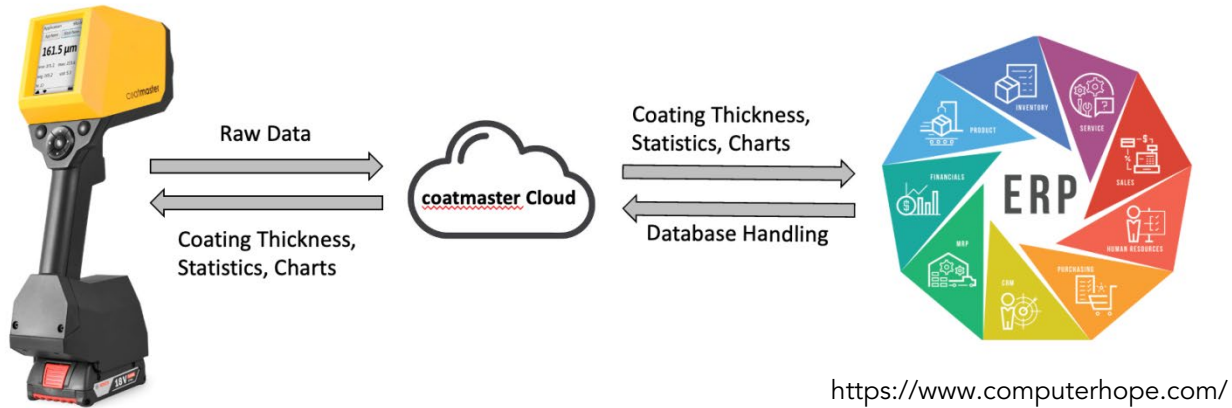 161.5 µm
coatmaster
18V
Raw Data
Coating Thickness,
Statistics, Charts
coatmaster Cloud
Coating Thickness,
Statistics, Charts
Database Handling
ERP
INVENTORY
SERVICE
PRODUCT
SALES
FINANCIALS
HUMAN RESOURCES
MRP
PURCHASING
CRM
https://www.computerhope.com/